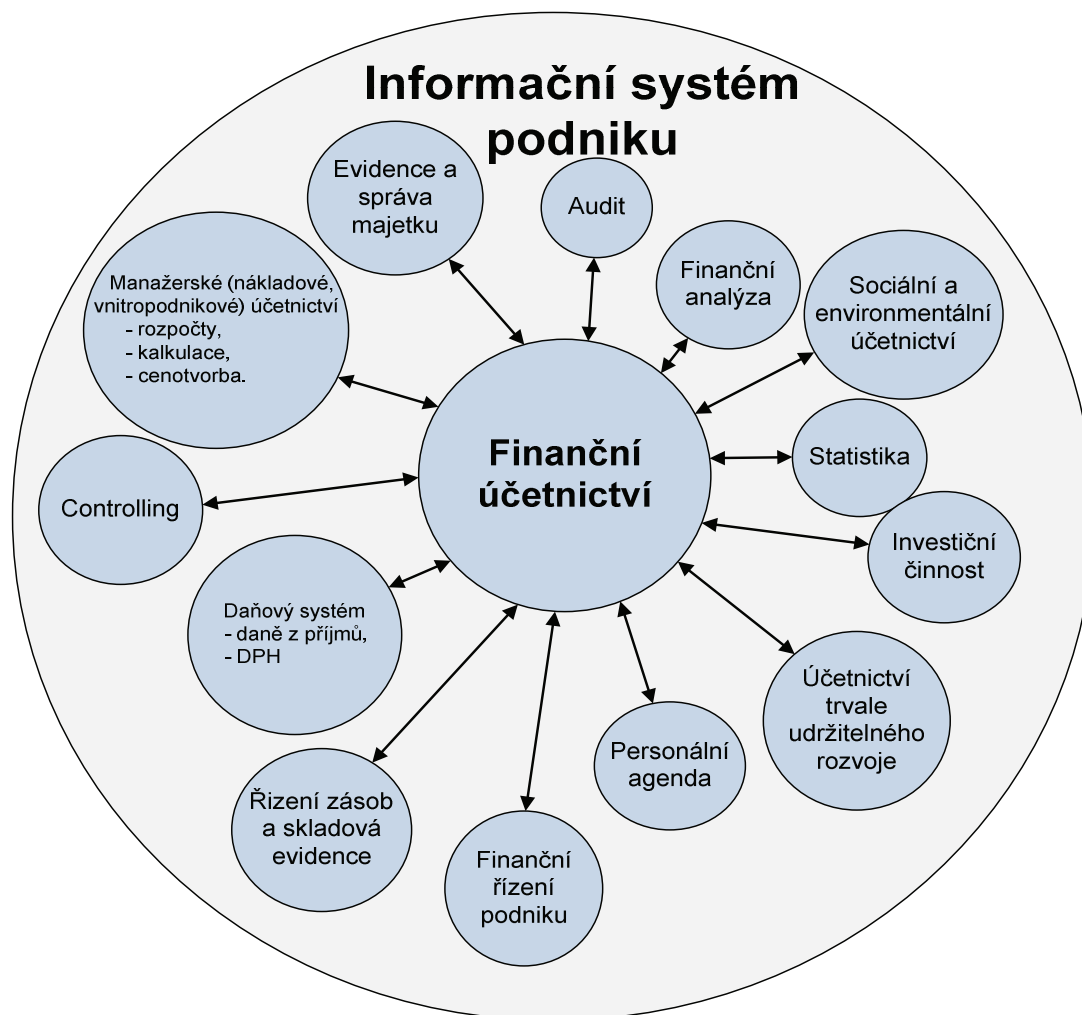 Informační systém
podniku
Evidence a
správa
majetku
Audit
Finanční
analýza
Sociální a
environmentální
účetnictví
Manažerské (nákladové,
vnitropodnikové) účetnictví
- rozpočty,
- kalkulace,
- cenotvorba.
Finanční
účetnictví
Statistika
Controlling
Investiční
činnost
Daňový systém
- daně z příjmů,
- DPH
Účetnictví
trvale
udržitelného
rozvoje
Personální
agenda
Řizení zásob
a skladová
evidence
Finanční
řízení
podniku